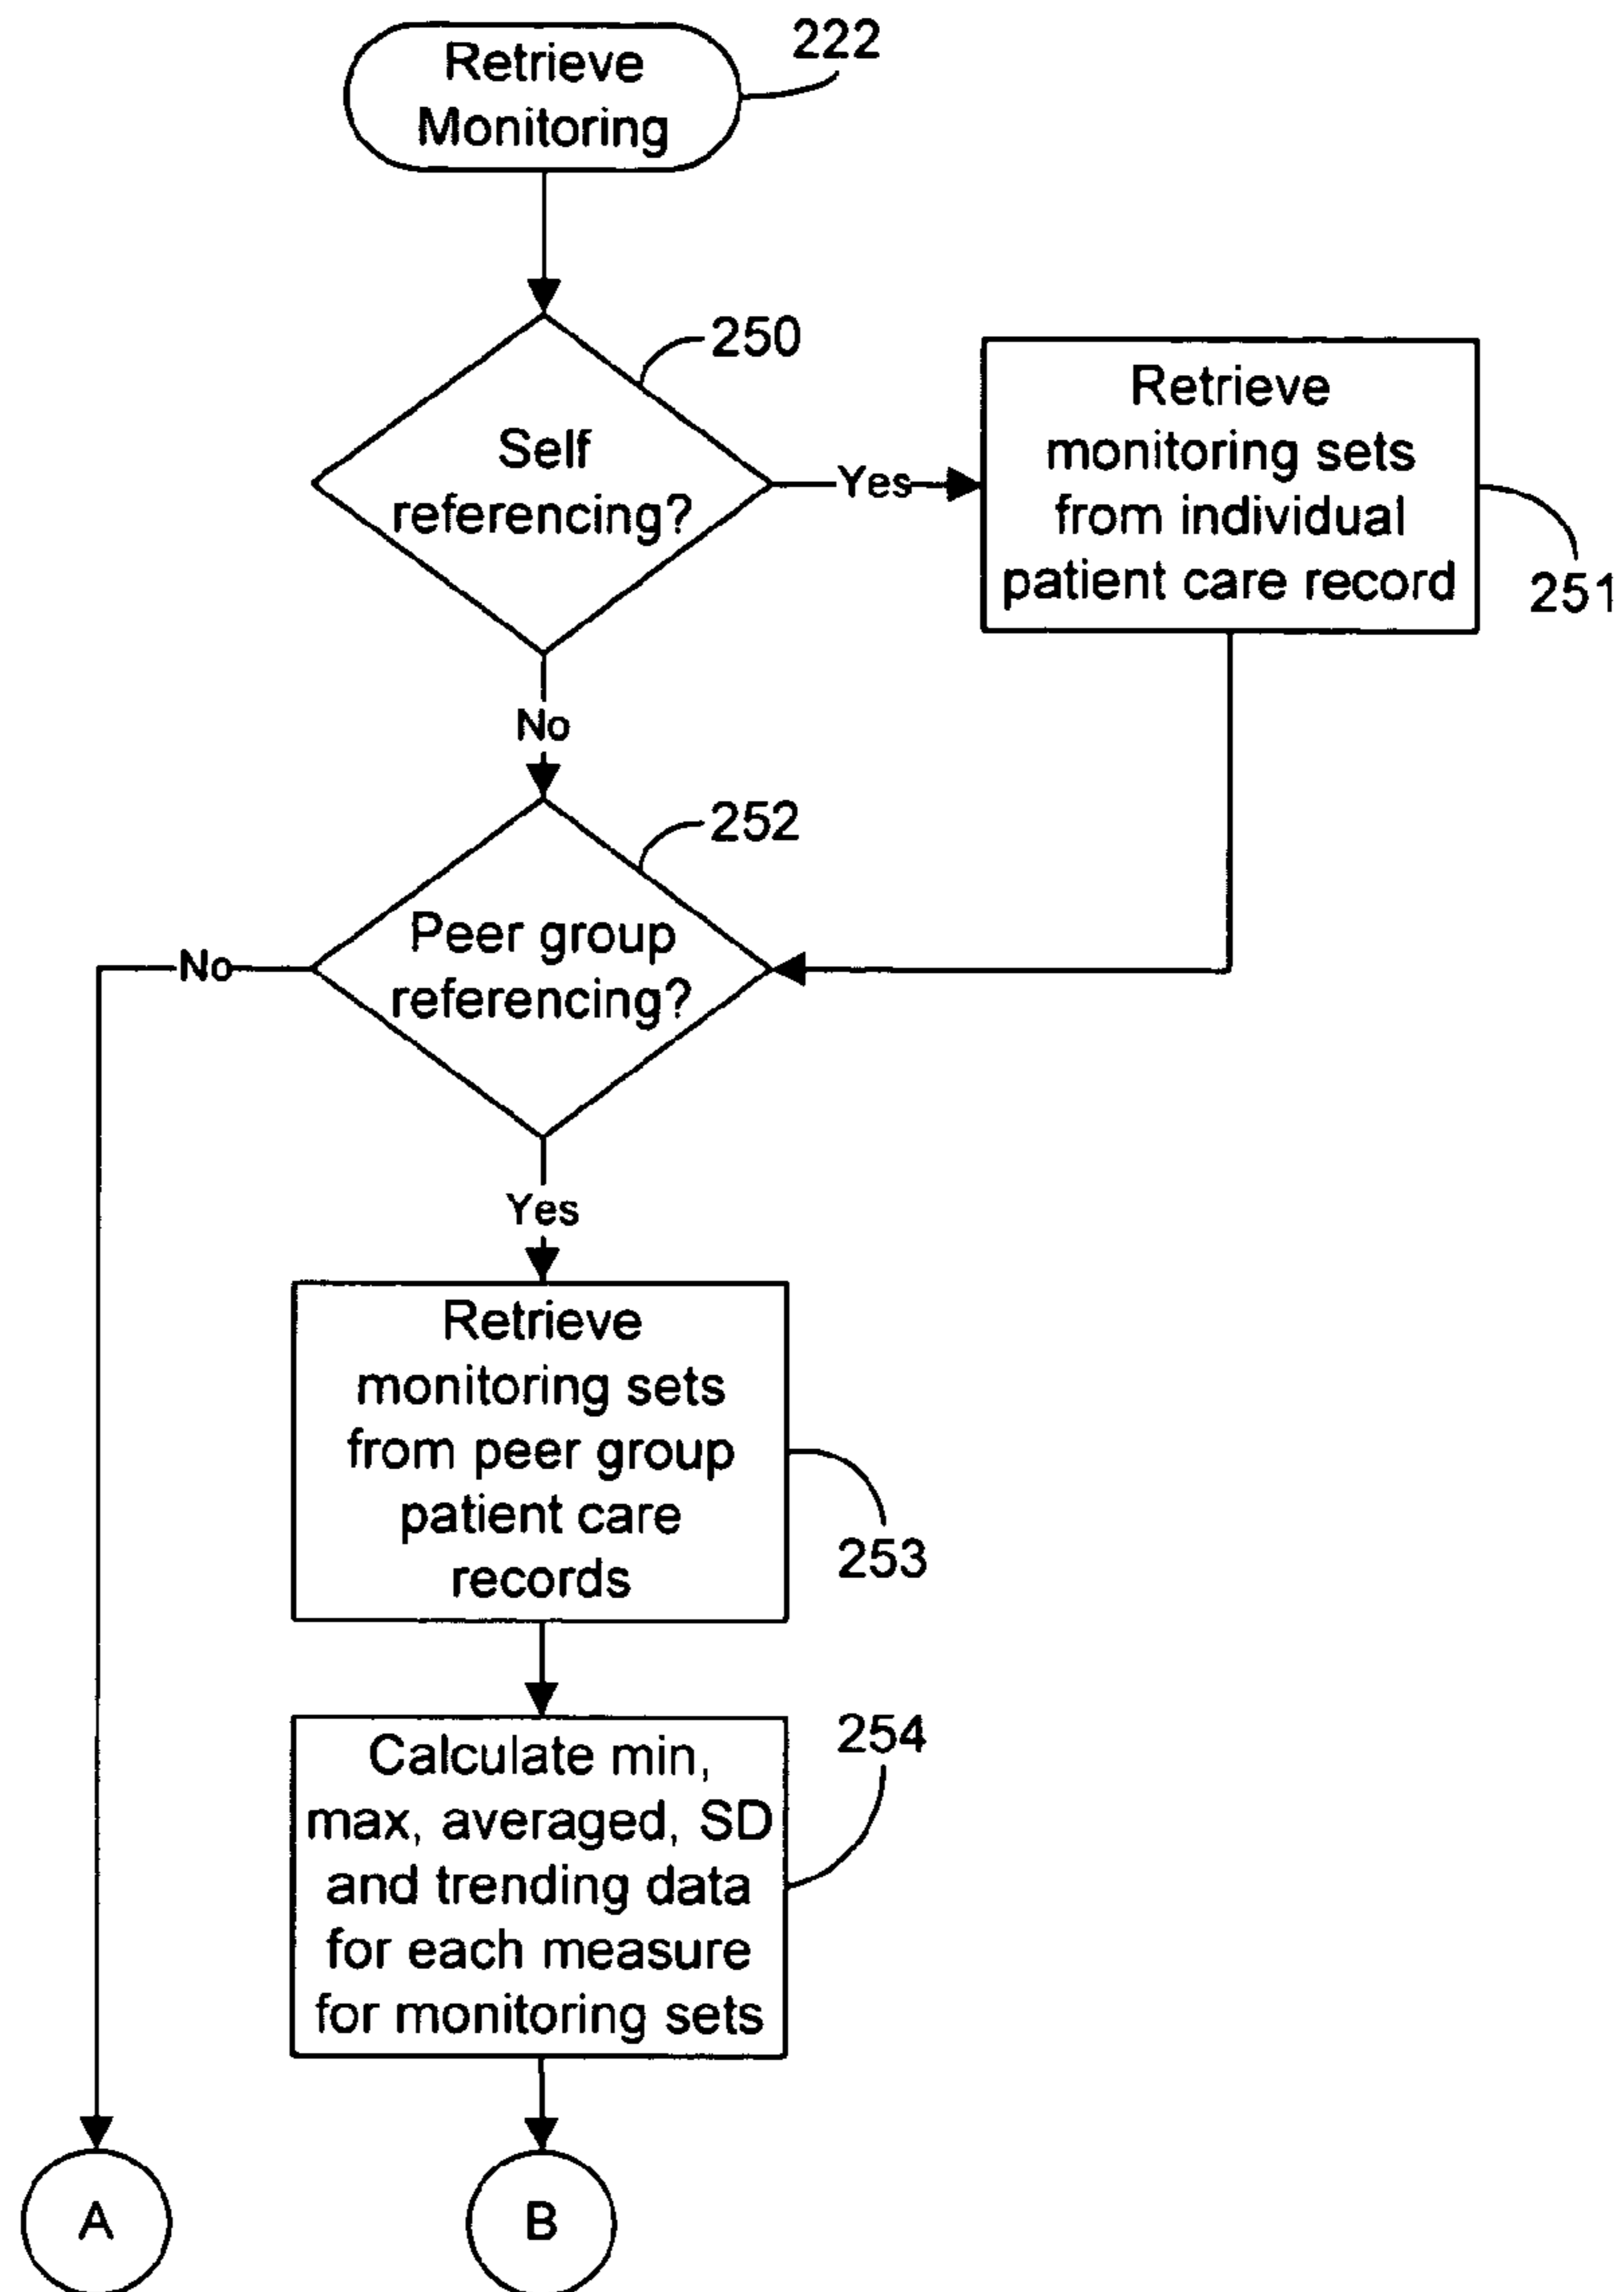 Retrieve
Monitoring
222
250
Self
referencing?
Yes
Retrieve
monitoring sets
from individual
patient care record
251
No
252
Peer group
referencing?
No
Yes
Retrieve
monitoring sets
from peer group
patient care
records
253
254
Calculate min,
max, averaged, SD
and trending data
for each measure
for monitoring sets
A
B